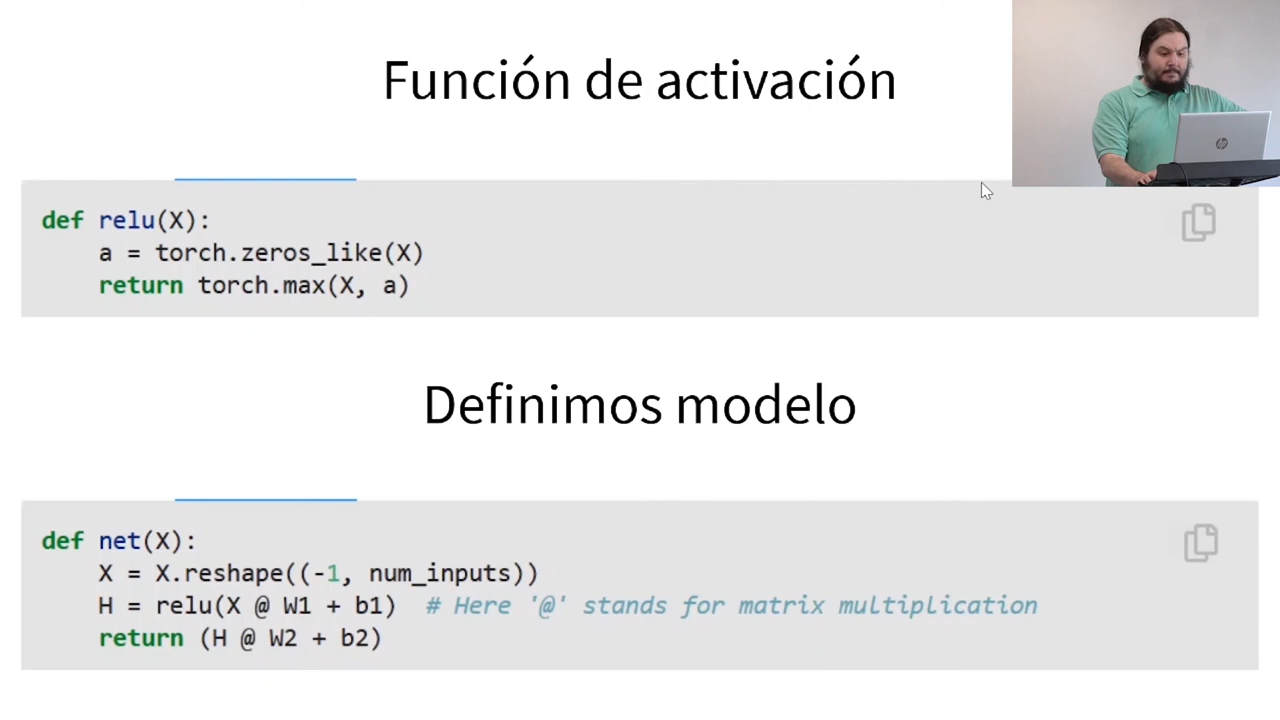 Función de activación
def relu(X):
    a = torch.zeros_like(X)
    return torch.max(X, a)
Definimos modelo
def net(X):
    X = X.reshape((-1, num_inputs))
    H = relu(X @ W1 + b1)  # Here '@' stands for matrix multiplication
    return (H @ W2 + b2)
hp